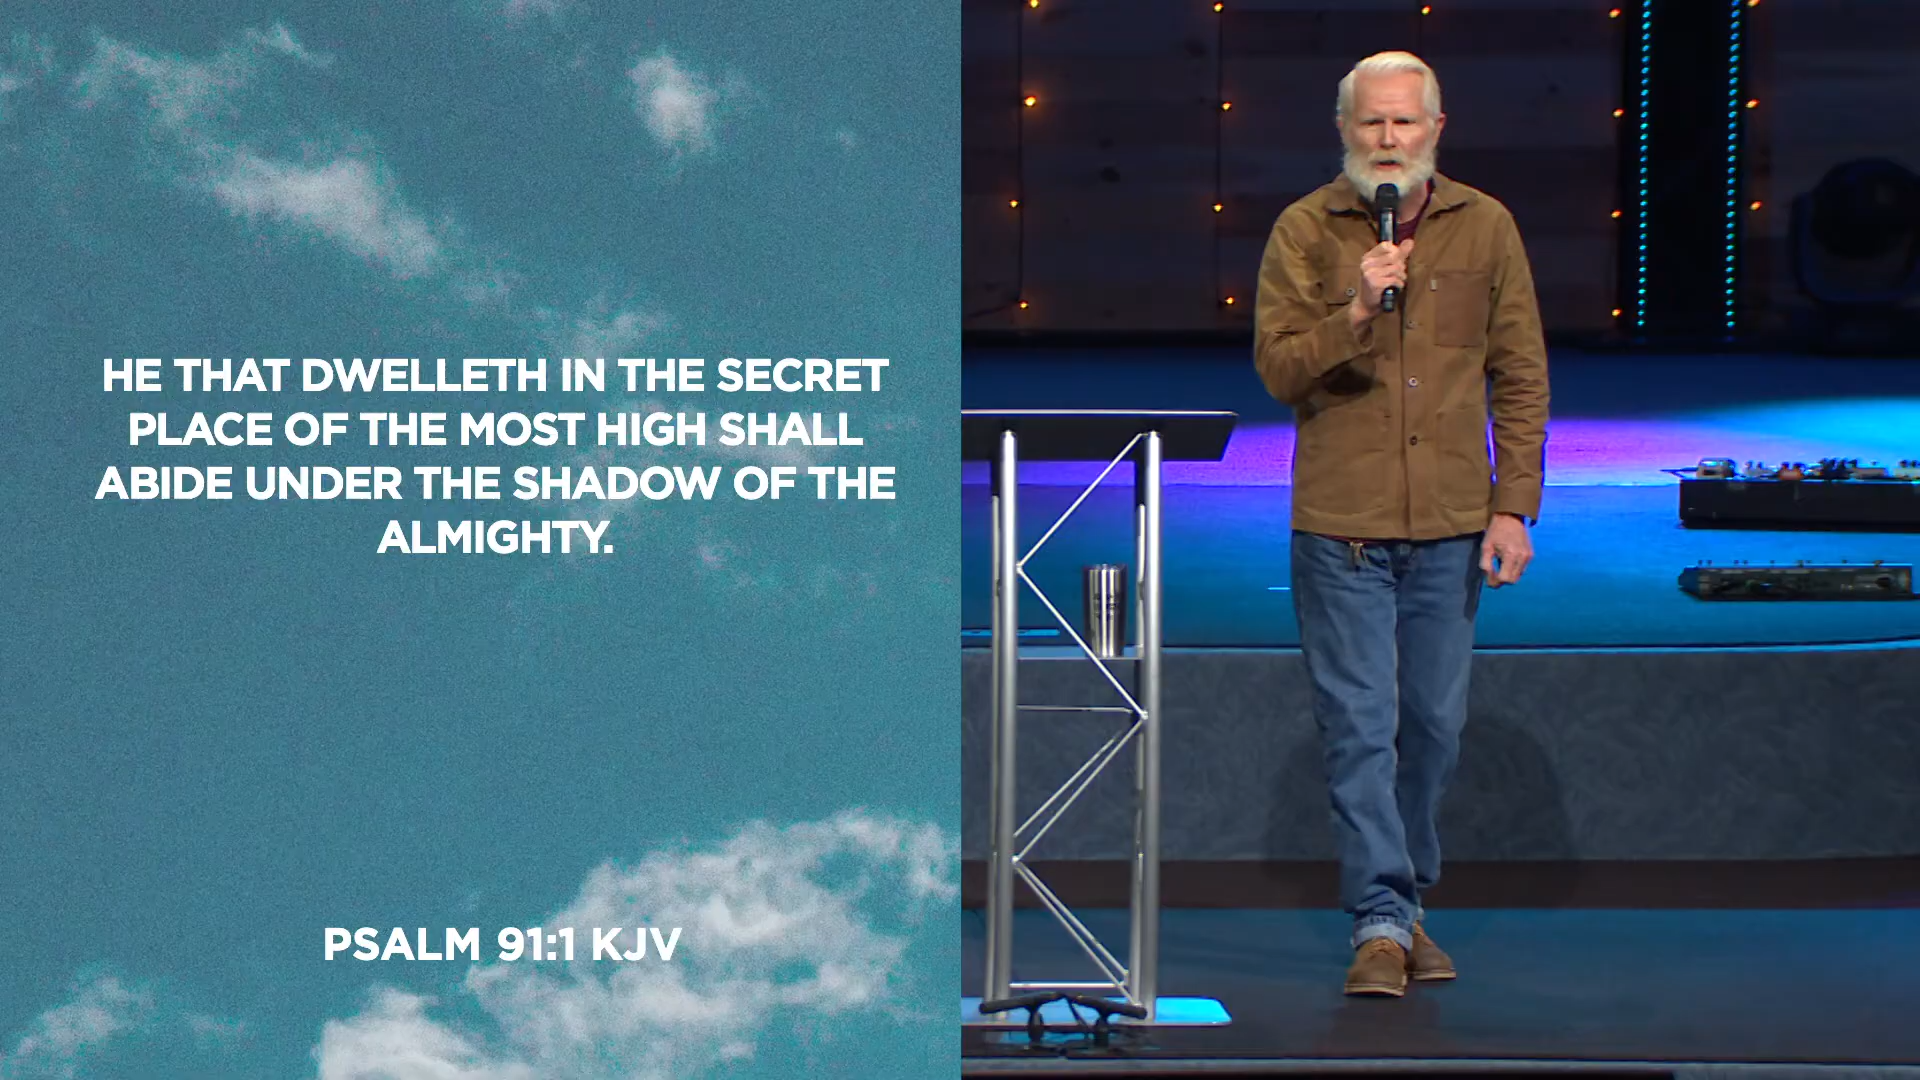 HE THAT DWELLETH IN THE SECRET
PLACE OF THE MOST HIGH SHALL
ABIDE UNDER THE SHADOW OF THE
ALMIGHTY.
PSALM 91:1 KJV